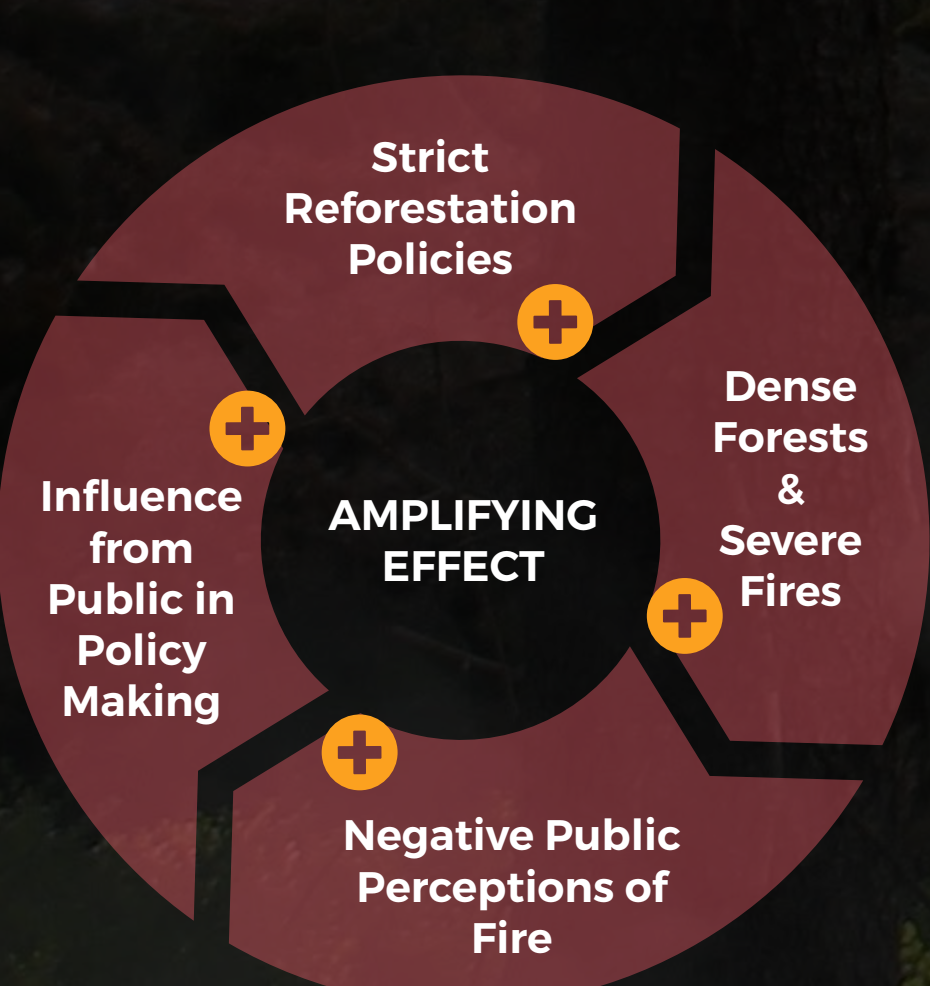 Strict
Reforestation
Policies
Dense
Forests
&
Severe
Fires
Influence
from
Public in
Policy
Making
AMPLIFYING
EFFECT
Negative Public
Perceptions of
Fire